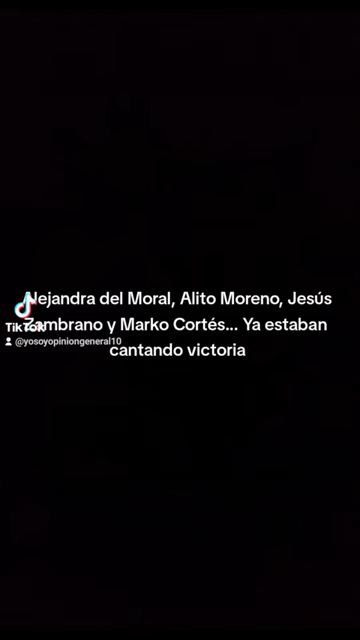 Alejandra del Moral, Alito Moreno, Jesús
Zambrano y Marko Cortés... Ya estaban
cantando victoria
TikTok
@yosoyopiniongeneral10